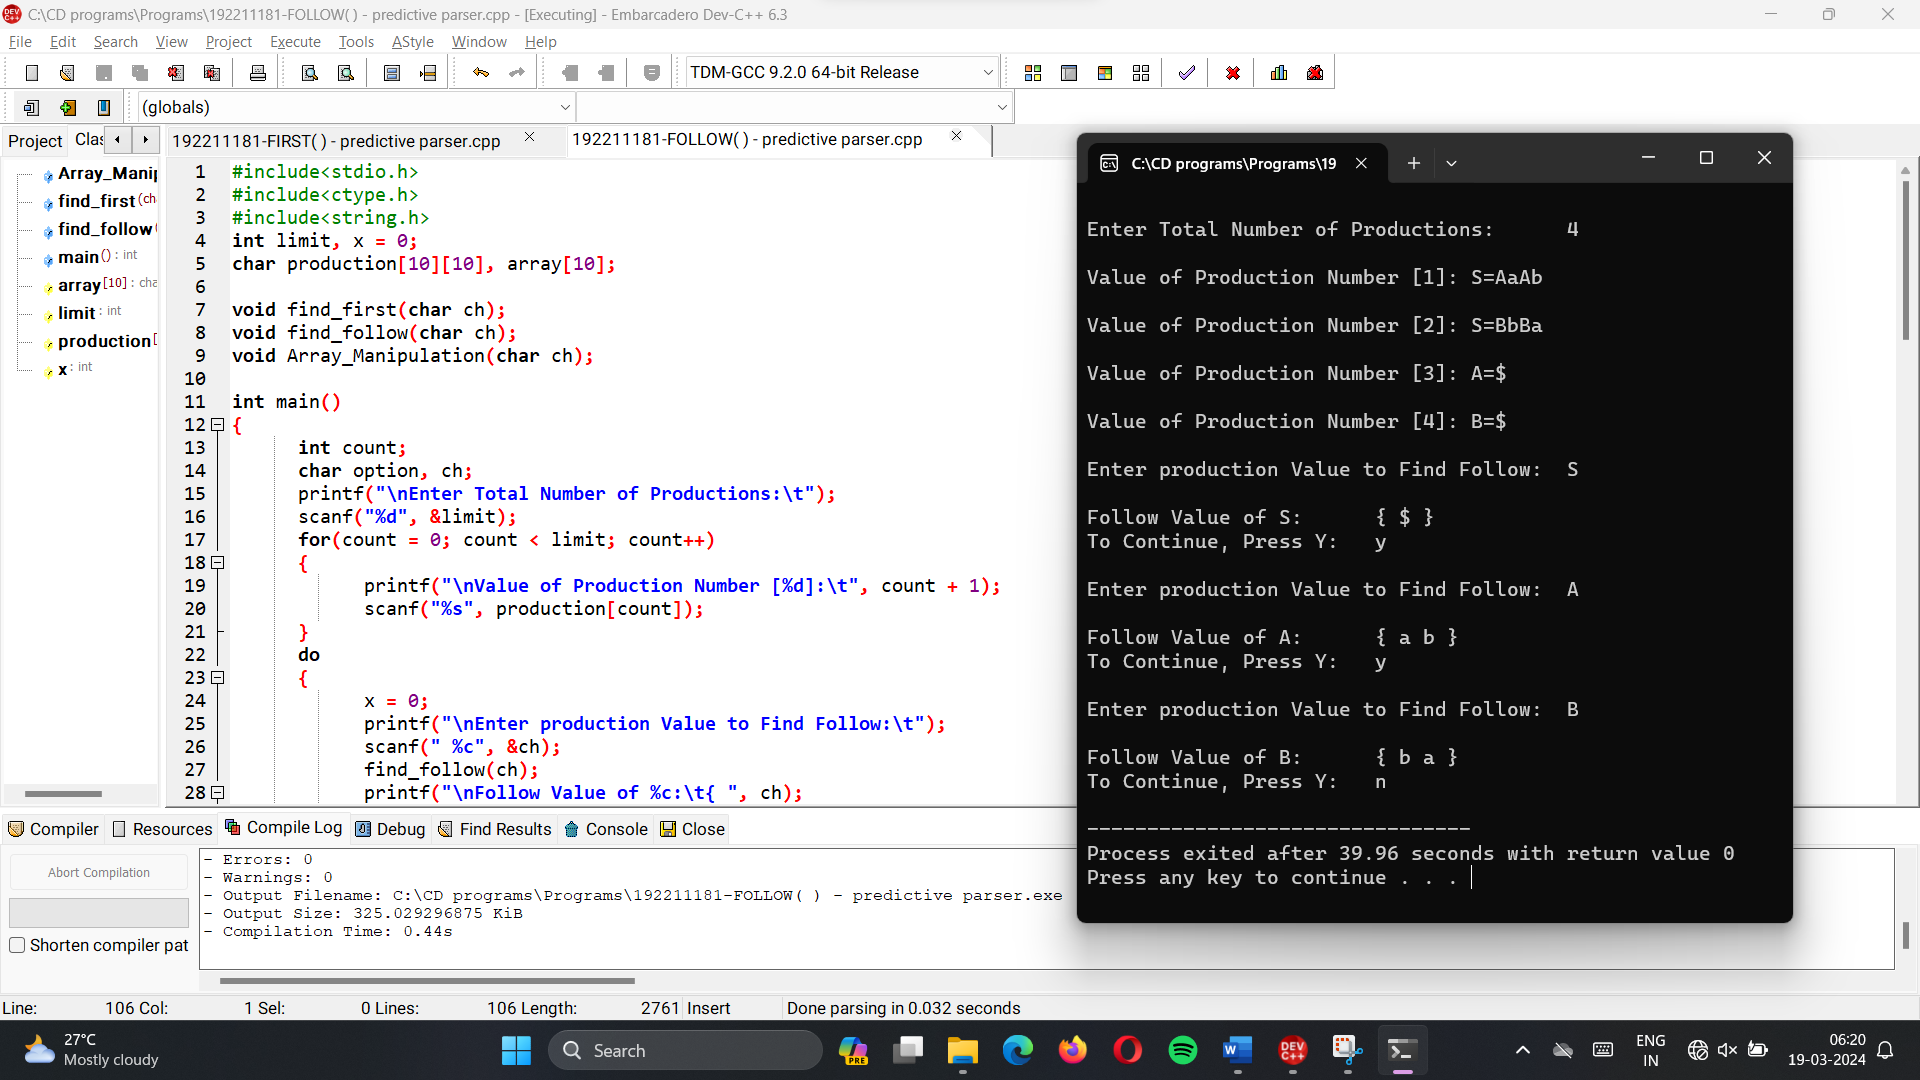 C:\CD programs\Programs\192211181-FOLLOW( ) - predictive parser.cpp - [Executing] - Embarcadero Dev-C++ 6.3
File Edit Search View Project Execute Tools AStyle Window Help
TDM-GCC 9.2.0 64-bit Release
(globals)
Project Clas
192211181-FIRST( ) - predictive parser.cpp
192211181-FOLLOW( ) - predictive parser.cpp
Array_Manip
find_first (ch
find_follow
main () : int
array [10] : cha
limit : int
production [
x : int
1 #include<stdio.h>
2 #include<ctype.h>
3 #include<string.h>
4 int limit, x = 0;
5 char production[10][10], array[10];
6
7 void find_first(char ch);
8 void find_follow(char ch);
9 void Array_Manipulation(char ch);
10
11 int main()
12 {
13 int count;
14 char option, ch;
15 printf("\nEnter Total Number of Productions:\t");
16 scanf("%d", &limit);
17 for(count = 0; count < limit; count++)
18 {
19 printf("\nValue of Production Number [%d]:\t", count + 1);
20 scanf("%s", production[count]);
21 }
22 do
23 {
24 x = 0;
25 printf("\nEnter production Value to Find Follow:\t");
26 scanf(" %c", &ch);
27 find_follow(ch);
28 printf("\nFollow Value of %c:\t{ ", ch);
C:\CD programs\Programs\19
Enter Total Number of Productions: 4
Value of Production Number [1]: S=AaAb
Value of Production Number [2]: S=BbBa
Value of Production Number [3]: A=$
Value of Production Number [4]: B=$
Enter production Value to Find Follow: S
Follow Value of S: { $ }
To Continue, Press Y: y
Enter production Value to Find Follow: A
Follow Value of A: { a b }
To Continue, Press Y: y
Enter production Value to Find Follow: B
Follow Value of B: { b a }
To Continue, Press Y: n
--------------------------------
Process exited after 39.96 seconds with return value 0
Press any key to continue . . .
Compiler Resources Compile Log Debug Find Results Console Close
Abort Compilation
Shorten compiler pat
- Errors: 0
- Warnings: 0
- Output Filename: C:\CD programs\Programs\192211181-FOLLOW( ) - predictive parser.exe
- Output Size: 325.029296875 KiB
- Compilation Time: 0.44s
Line: 106 Col: 1 Sel: 0 Lines: 106 Length: 2761 Insert Done parsing in 0.032 seconds
27°C
Mostly cloudy
Search
PRE
DEV C++
ENG
IN
06:20
19-03-2024